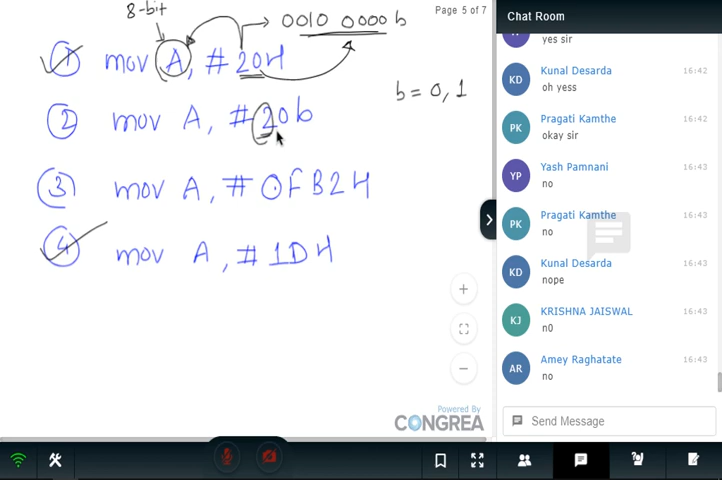 8-bit
0010 0000 b
Page 5 of 7
Chat Room
① mov A, #20H
b = 0, 1
② mov A, #20b
③ mov A, #0FB2H
④ mov A, #1DH
yes sir
KD
Kunal Desarda
16:42
oh yess
PK
Pragati Kamthe
16:42
okay sir
YP
Yash Pamnani
16:43
no
PK
Pragati Kamthe
16:43
no
KD
Kunal Desarda
16:43
nope
KJ
KRISHNA JAISWAL
16:43
n0
AR
Amey Raghatate
16:43
no
Powered By
CONGREA
Send Message